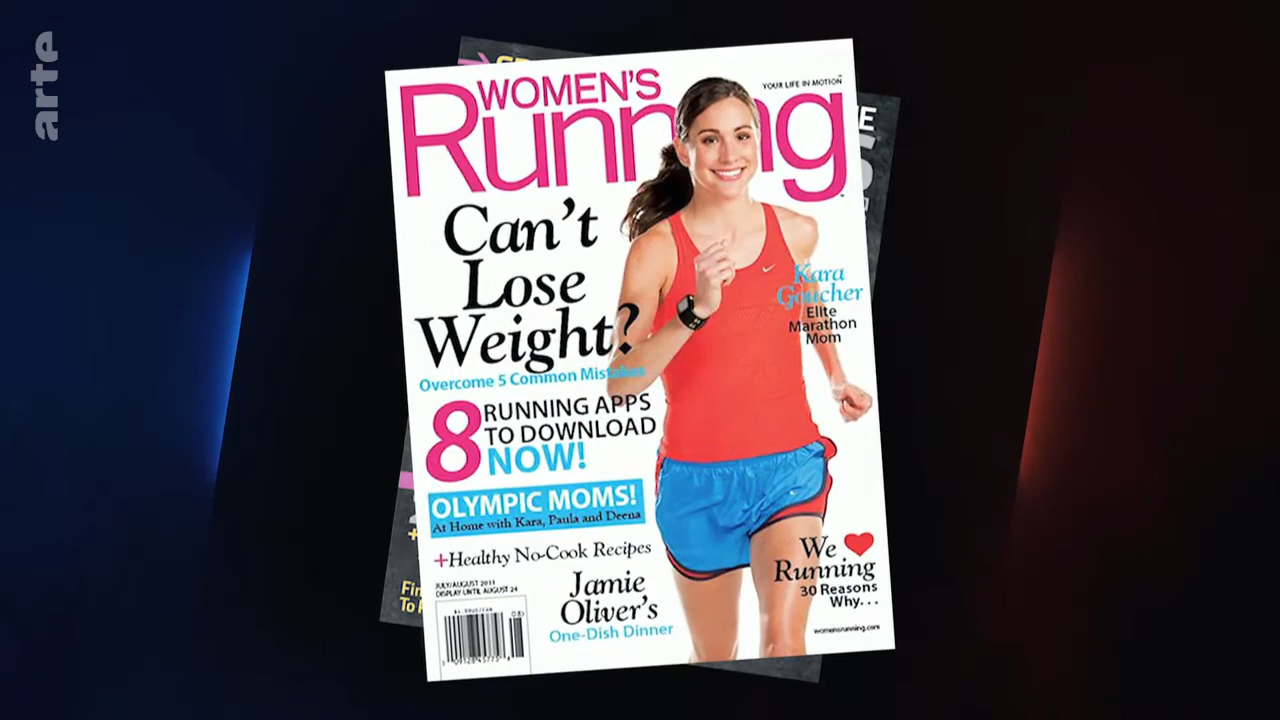 arte
WOMEN'S
Running
YOUR LIFE IN MOTION
Can't
Lose
Weight?
Overcome 5 Common Mistakes
8 RUNNING APPS
TO DOWNLOAD
NOW!
OLYMPIC MOMS!
At Home with Kara, Paula and Deena
+Healthy No-Cook Recipes
JULY/AUGUST 2011
DISPLAY UNTIL AUGUST 24
Jamie
Oliver's
One-Dish Dinner
Kara
Goucher
Elite
Marathon
Mom
We ❤
Running
30 Reasons
Why...
womensrunning.com